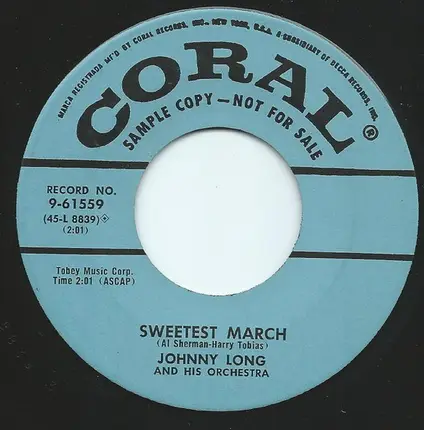 MARCA REGISTRADA MF'D BY CORAL RECORDS, INC., NEW YORK, U.S.A. A SUBSIDIARY OF DECCA RECORDS, INC.
CORAL®
SAMPLE COPY—NOT FOR SALE
RECORD NO.
9-61559
(45-L 8839)
(2:01)
Tobey Music Corp.
Time 2:01 (ASCAP)
SWEETEST MARCH
(Al Sherman-Harry Tobias)
JOHNNY LONG
AND HIS ORCHESTRA